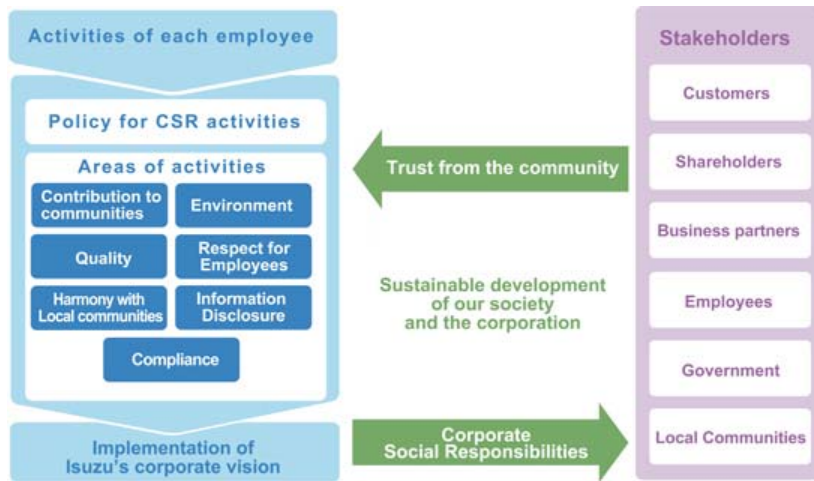 Activities of each employee
Policy for CSR activities
Areas of activities
Contribution to
communities
Environment
Quality
Respect for
Employees
Harmony with
Local communities
Information
Disclosure
Compliance
Implementation of
Isuzu's corporate vision
Trust from the community
Sustainable development
of our society
and the corporation
Corporate
Social Responsibilities
Stakeholders
Customers
Shareholders
Business partners
Employees
Government
Local Communities